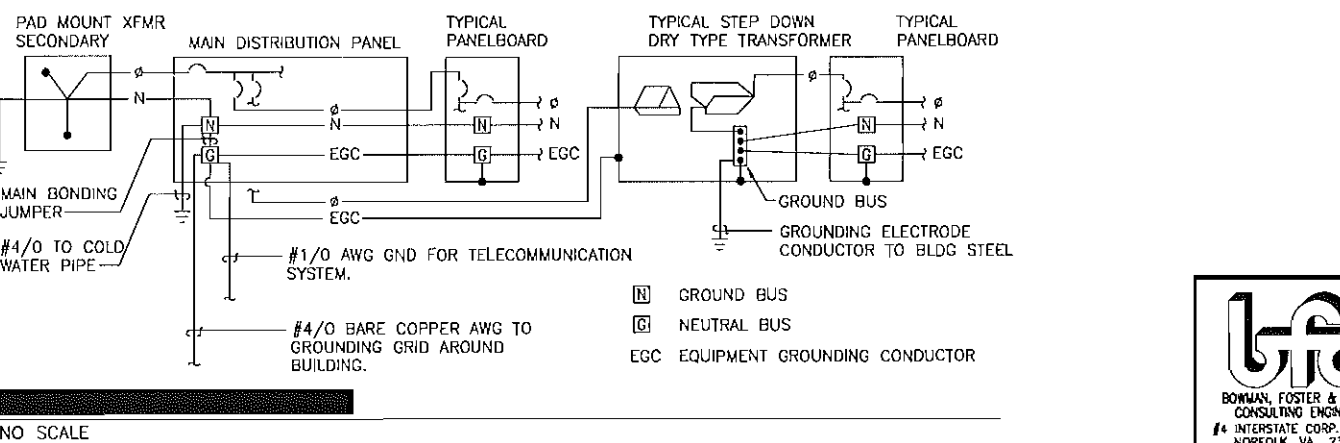 PAD MOUNT XFMR
SECONDARY
MAIN DISTRIBUTION PANEL
TYPICAL
PANELBOARD
TYPICAL STEP DOWN
DRY TYPE TRANSFORMER
TYPICAL
PANELBOARD
ø
N
N
G
ø
N
EGC
ø
EGC
N
G
ø
N
EGC
ø
N
G
ø
N
EGC
MAIN BONDING
JUMPER
#4/0 TO COLD
WATER PIPE
GROUND BUS
GROUNDING ELECTRODE
CONDUCTOR TO BLDG STEEL
#1/0 AWG GND FOR TELECOMMUNICATION
SYSTEM.
#4/0 BARE COPPER AWG TO
GROUNDING GRID AROUND
BUILDING.
N GROUND BUS
G NEUTRAL BUS
EGC EQUIPMENT GROUNDING CONDUCTOR
NO SCALE
bfa
BOWMAN, FOSTER &
CONSULTING
#4 INTERSTATE CORP.
NORFOLK, VA.